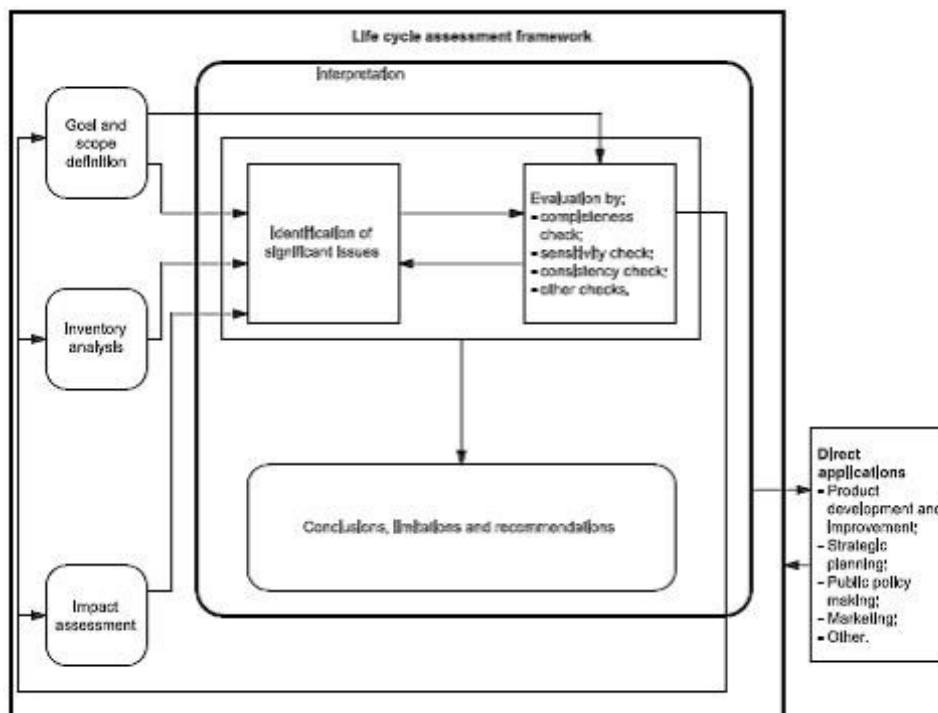 Life cycle assessment framework
Interpretation
Goal and
scope
definition
Identification of
significant issues
Evaluation by:
- completeness
check;
- sensitivity check;
- consistency check;
- other checks.
Inventory
analysis
Conclusions, limitations and recommendations
Impact
assessment
Direct
applications
- Product
development and
improvement;
- Strategic
planning;
- Public policy
making;
- Marketing;
- Other.